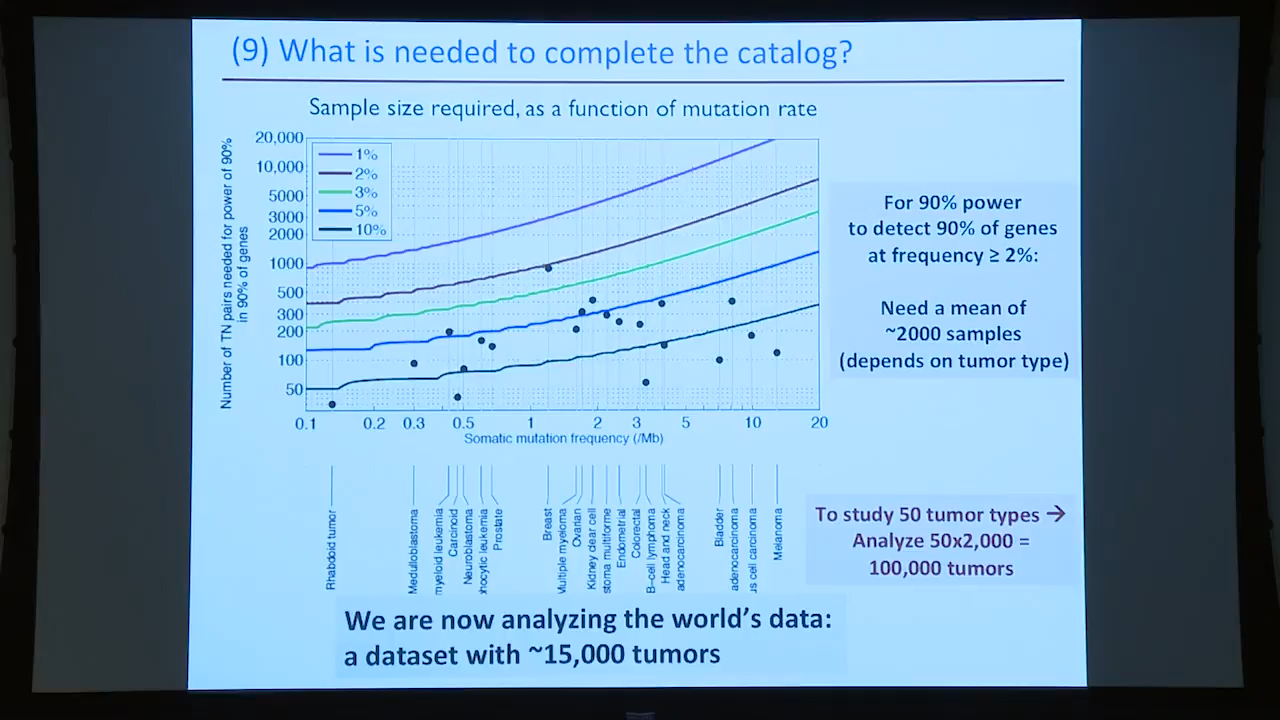 (9) What is needed to complete the catalog?
Sample size required, as a function of mutation rate
Number of TN pairs needed for power of 90%
in 90% of genes
20,000
10,000
5000
3000
2000
1000
500
300
200
100
50
1%
2%
3%
5%
10%
0.1 0.2 0.3 0.5 1 2 3 5 10 20
Somatic mutation frequency (/Mb)
Rhabdoid tumor
Medulloblastoma
myeloid leukemia
Carcinoid
Neuroblastoma
hocytic leukemia
Prostate
Breast
Multiple myeloma
Ovarian
Kidney clear cell
stoma multiforme
Endometrial
Colorectal
B-cell lymphoma
Head and neck
adenocarcinoma
Bladder
adenocarcinoma
us cell carcinoma
Melanoma
For 90% power
to detect 90% of genes
at frequency ≥ 2%:
Need a mean of
~2000 samples
(depends on tumor type)
To study 50 tumor types →
Analyze 50x2,000 =
100,000 tumors
We are now analyzing the world's data:
a dataset with ~15,000 tumors